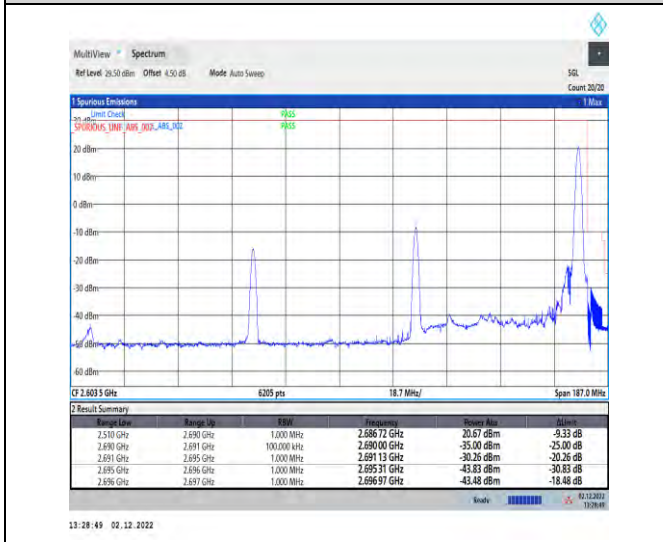 MultiView Spectrum
Ref Level 29.50 dBm Offset 4.50 dB Mode Auto Sweep SGL
Count 20/20
1 Spurious Emissions 1 Max
Limit Check PASS
SPURIOUS_LINE_ABS_002 PASS
20 dBm
10 dBm
0 dBm
-10 dBm
-20 dBm
-30 dBm
-40 dBm
-60 dBm
CF 2.603 5 GHz 6205 pts 18.7 MHz/ Span 187.0 MHz
2 Result Summary
Range Low Range Up RBW Frequency Power Abs ΔLimit
2.510 GHz 2.690 GHz 1.000 MHz 2.686 72 GHz 20.67 dBm -9.33 dB
2.690 GHz 2.691 GHz 100.000 kHz 2.690 00 GHz -35.00 dBm -25.00 dB
2.691 GHz 2.695 GHz 1.000 MHz 2.691 13 GHz -30.26 dBm -20.26 dB
2.695 GHz 2.696 GHz 1.000 MHz 2.695 31 GHz -43.83 dBm -30.83 dB
2.696 GHz 2.697 GHz 1.000 MHz 2.696 97 GHz -43.48 dBm -18.48 dB
Ready 02.12.2022
13:28:49
13:28:49 02.12.2022